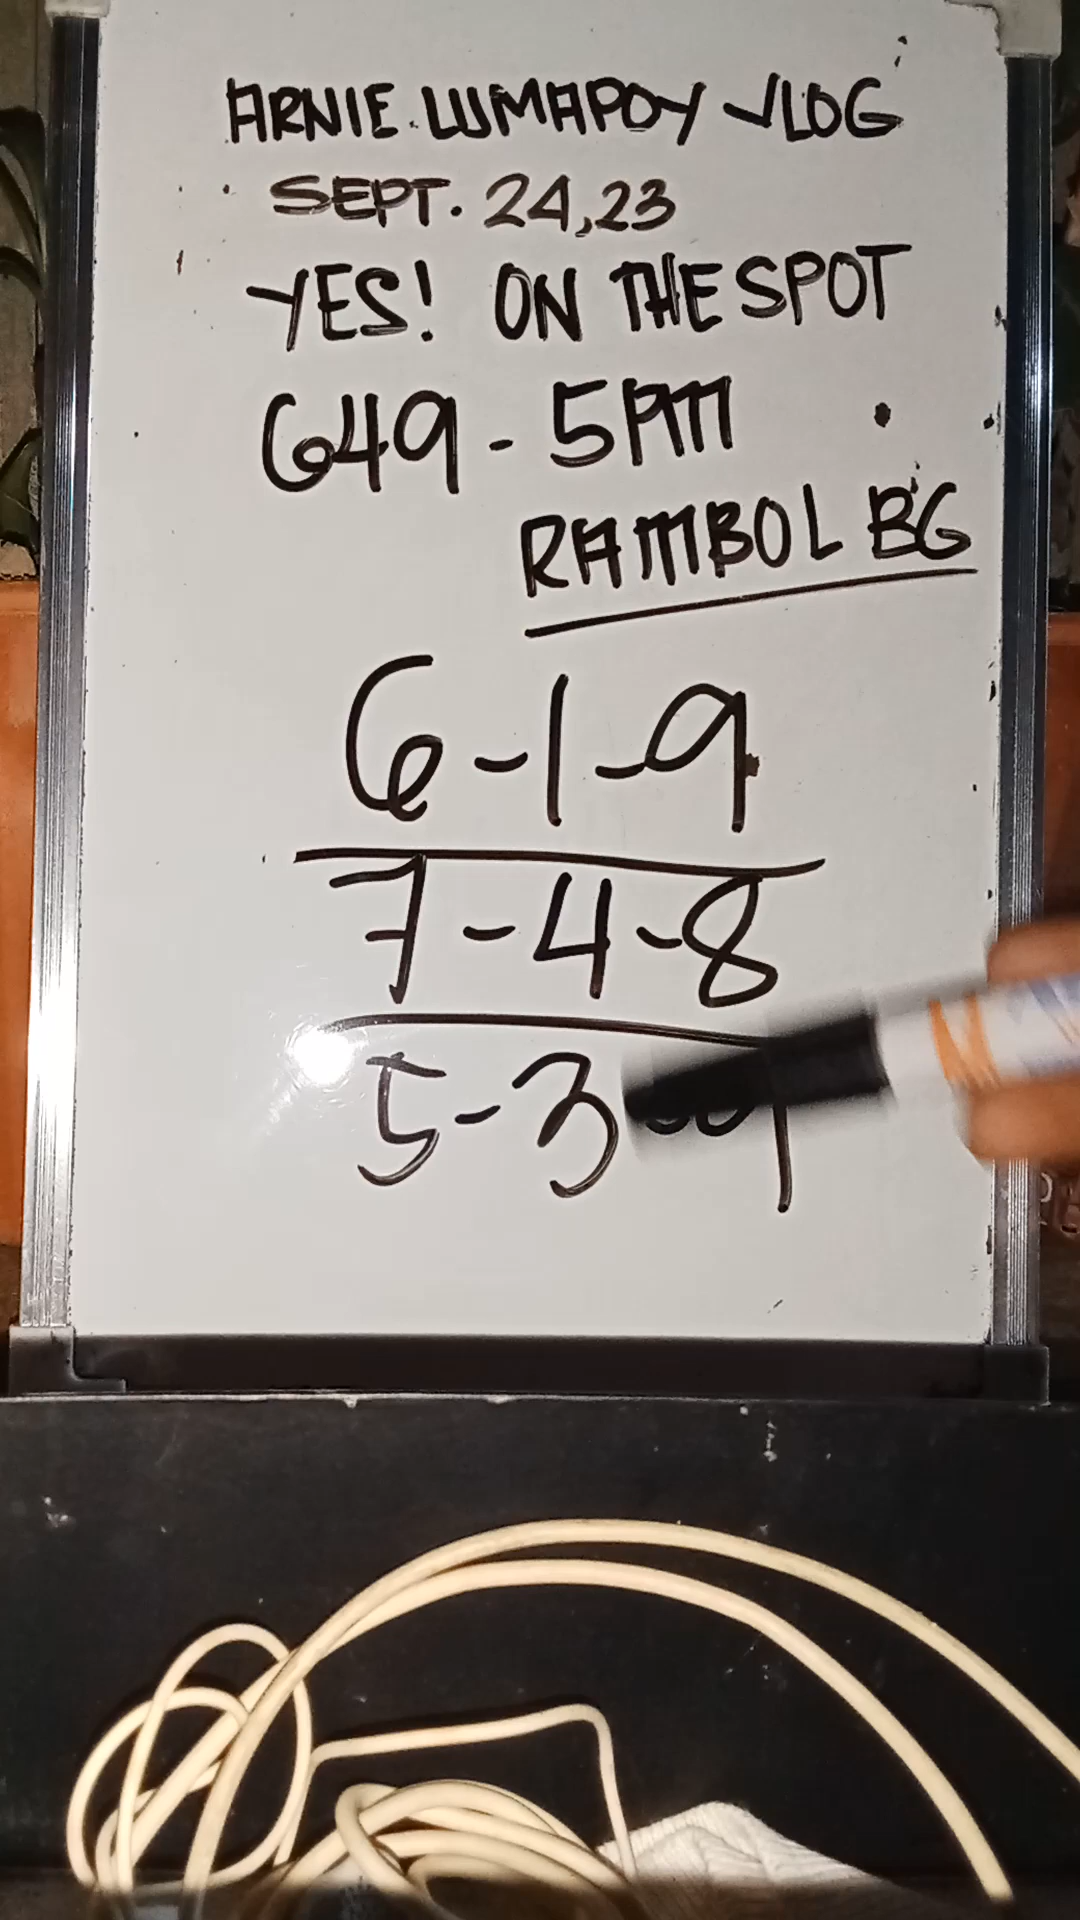 ARNIE LUMAPOY VLOG
SEPT. 24,23
YES! ON THE SPOT
649 - 5PM
RAMBOL BG
6-1-9
7-4-8
5-3-9